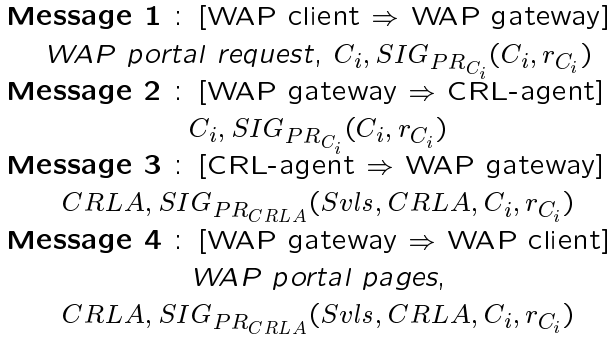 Message 1 : [WAP client ⇒ WAP gateway]
WAP portal request, C_i, SIG_{PR_{C_i}}(C_i, r_{C_i})
Message 2 : [WAP gateway ⇒ CRL-agent]
C_i, SIG_{PR_{C_i}}(C_i, r_{C_i})
Message 3 : [CRL-agent ⇒ WAP gateway]
CRLA, SIG_{PR_{CRLA}}(Svls, CRLA, C_i, r_{C_i})
Message 4 : [WAP gateway ⇒ WAP client]
WAP portal pages,
CRLA, SIG_{PR_{CRLA}}(Svls, CRLA, C_i, r_{C_i})